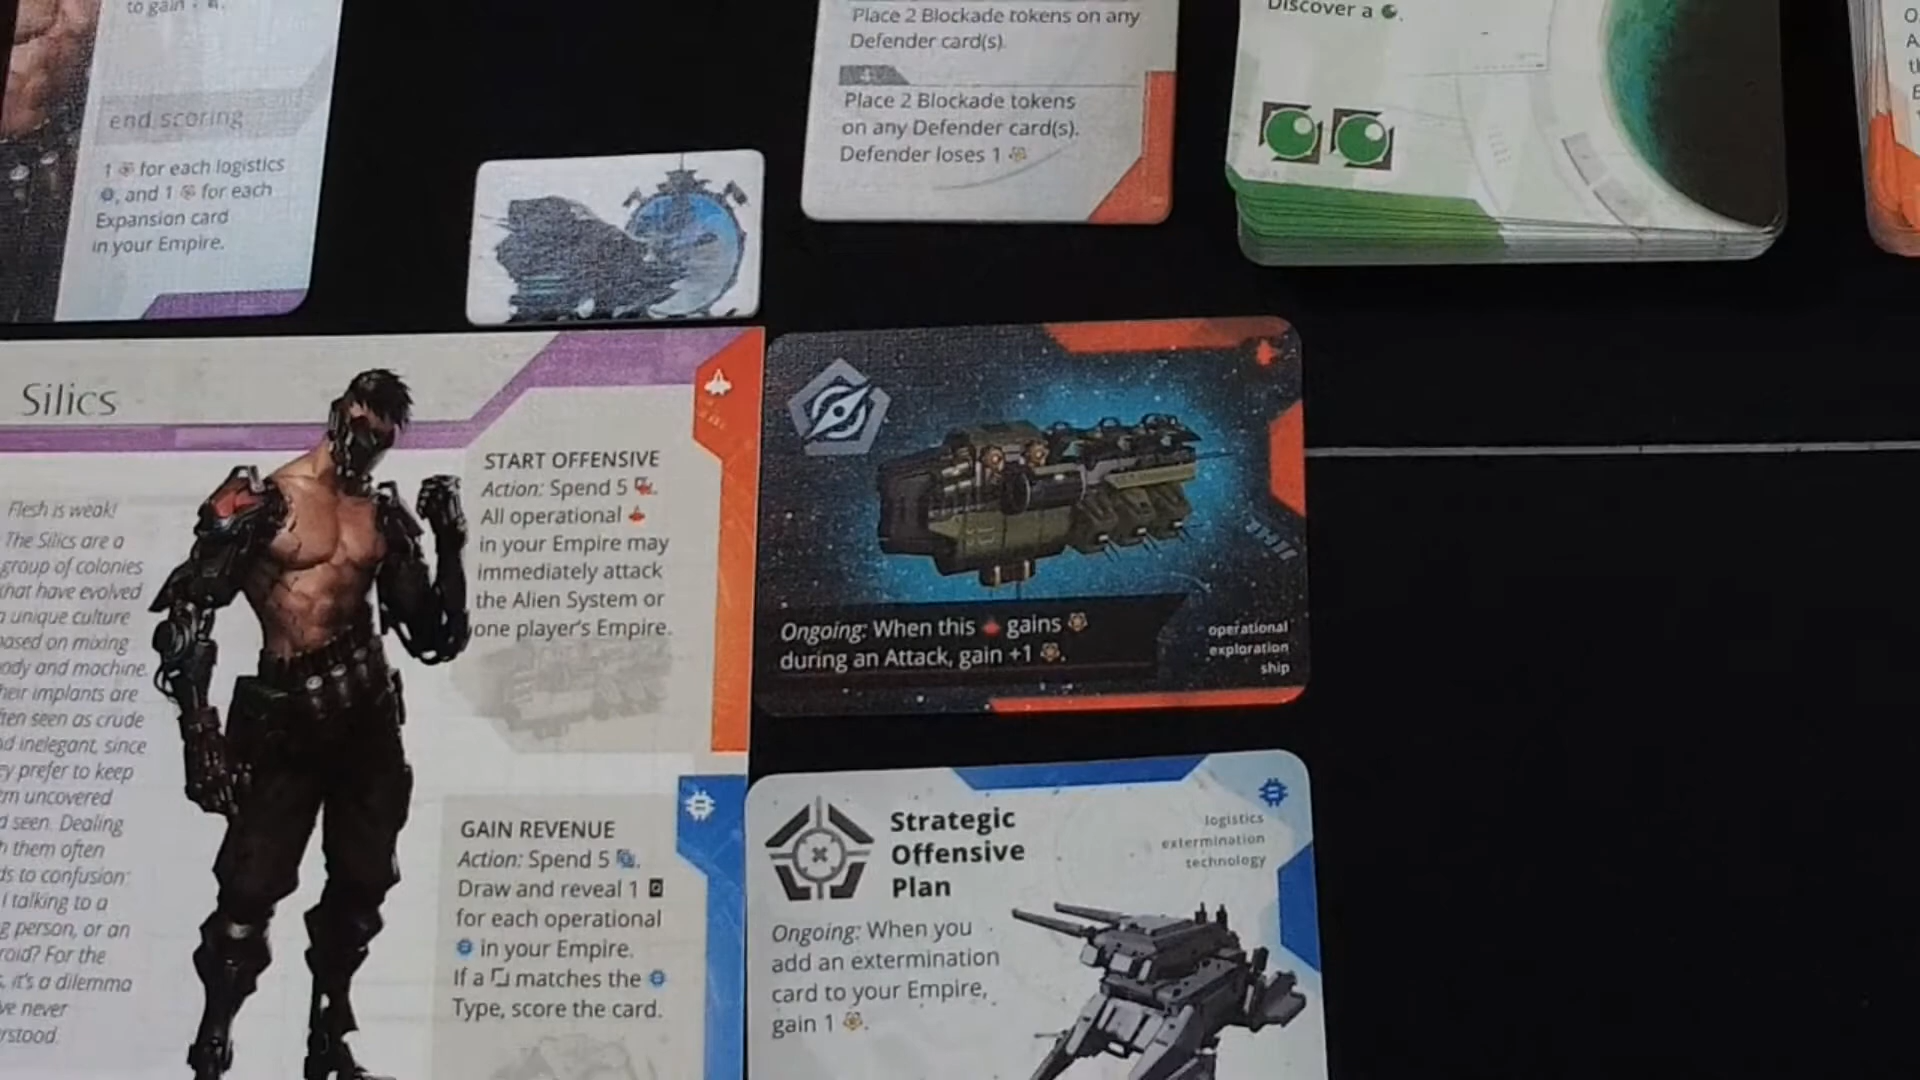 to gain
end scoring
1 for each logistics
, and 1 for each
Expansion card
in your Empire.
Place 2 Blockade tokens on any
Defender card(s).
Place 2 Blockade tokens
on any Defender card(s).
Defender loses 1
Discover a .
Silics
Flesh is weak!
The Silics are a
group of colonies
that have evolved
a unique culture
based on mixing
body and machine.
Their implants are
often seen as crude
and inelegant, since
they prefer to keep
them uncovered
and seen. Dealing
with them often
leads to confusion:
I talking to a
person, or an
For the
, it's a dilemma
never
START OFFENSIVE
Action: Spend 5 .
All operational
in your Empire may
immediately attack
the Alien System or
one player's Empire.
GAIN REVENUE
Action: Spend 5 .
Draw and reveal 1
for each operational
in your Empire.
If a matches the
Type, score the card.
Ongoing: When this gains
during an Attack, gain +1 .
operational
exploration
ship
Strategic
Offensive
Plan
logistics
extermination
technology
Ongoing: When you
add an extermination
card to your Empire,
gain 1 .